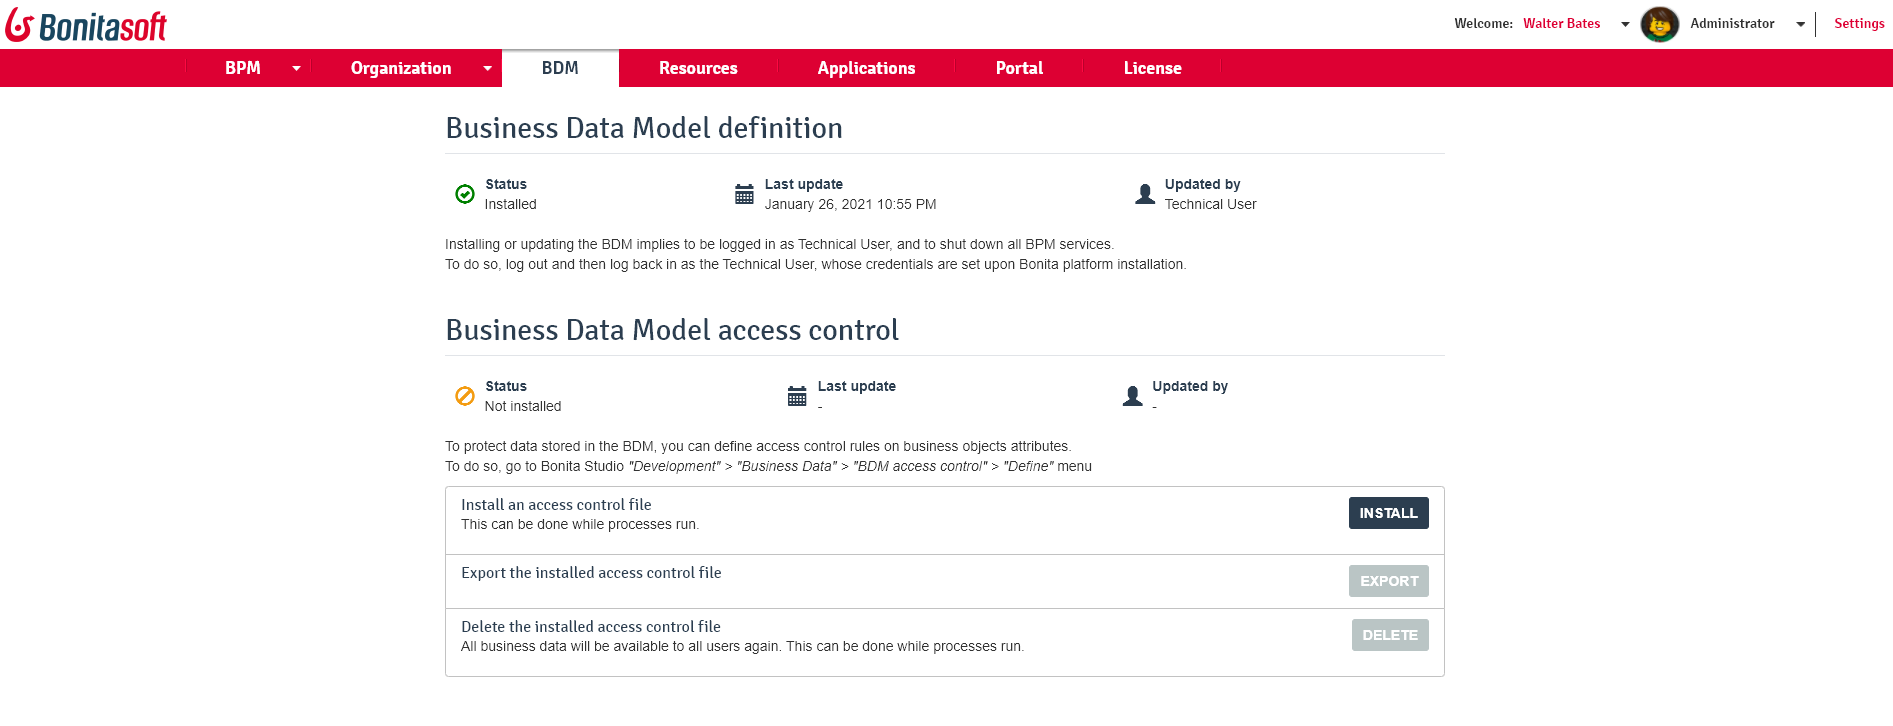 Bonitasoft
Welcome: Walter Bates Administrator Settings
BPM Organization BDM Resources Applications Portal License
Business Data Model definition
Status Last update Updated by
Installed January 26, 2021 10:55 PM Technical User
Installing or updating the BDM implies to be logged in as Technical User, and to shut down all BPM services.
To do so, log out and then log back in as the Technical User, whose credentials are set upon Bonita platform installation.
Business Data Model access control
Status Last update Updated by
Not installed - -
To protect data stored in the BDM, you can define access control rules on business objects attributes.
To do so, go to Bonita Studio "Development" > "Business Data" > "BDM access control" > "Define" menu
Install an access control file INSTALL
This can be done while processes run.
Export the installed access control file EXPORT
Delete the installed access control file DELETE
All business data will be available to all users again. This can be done while processes run.